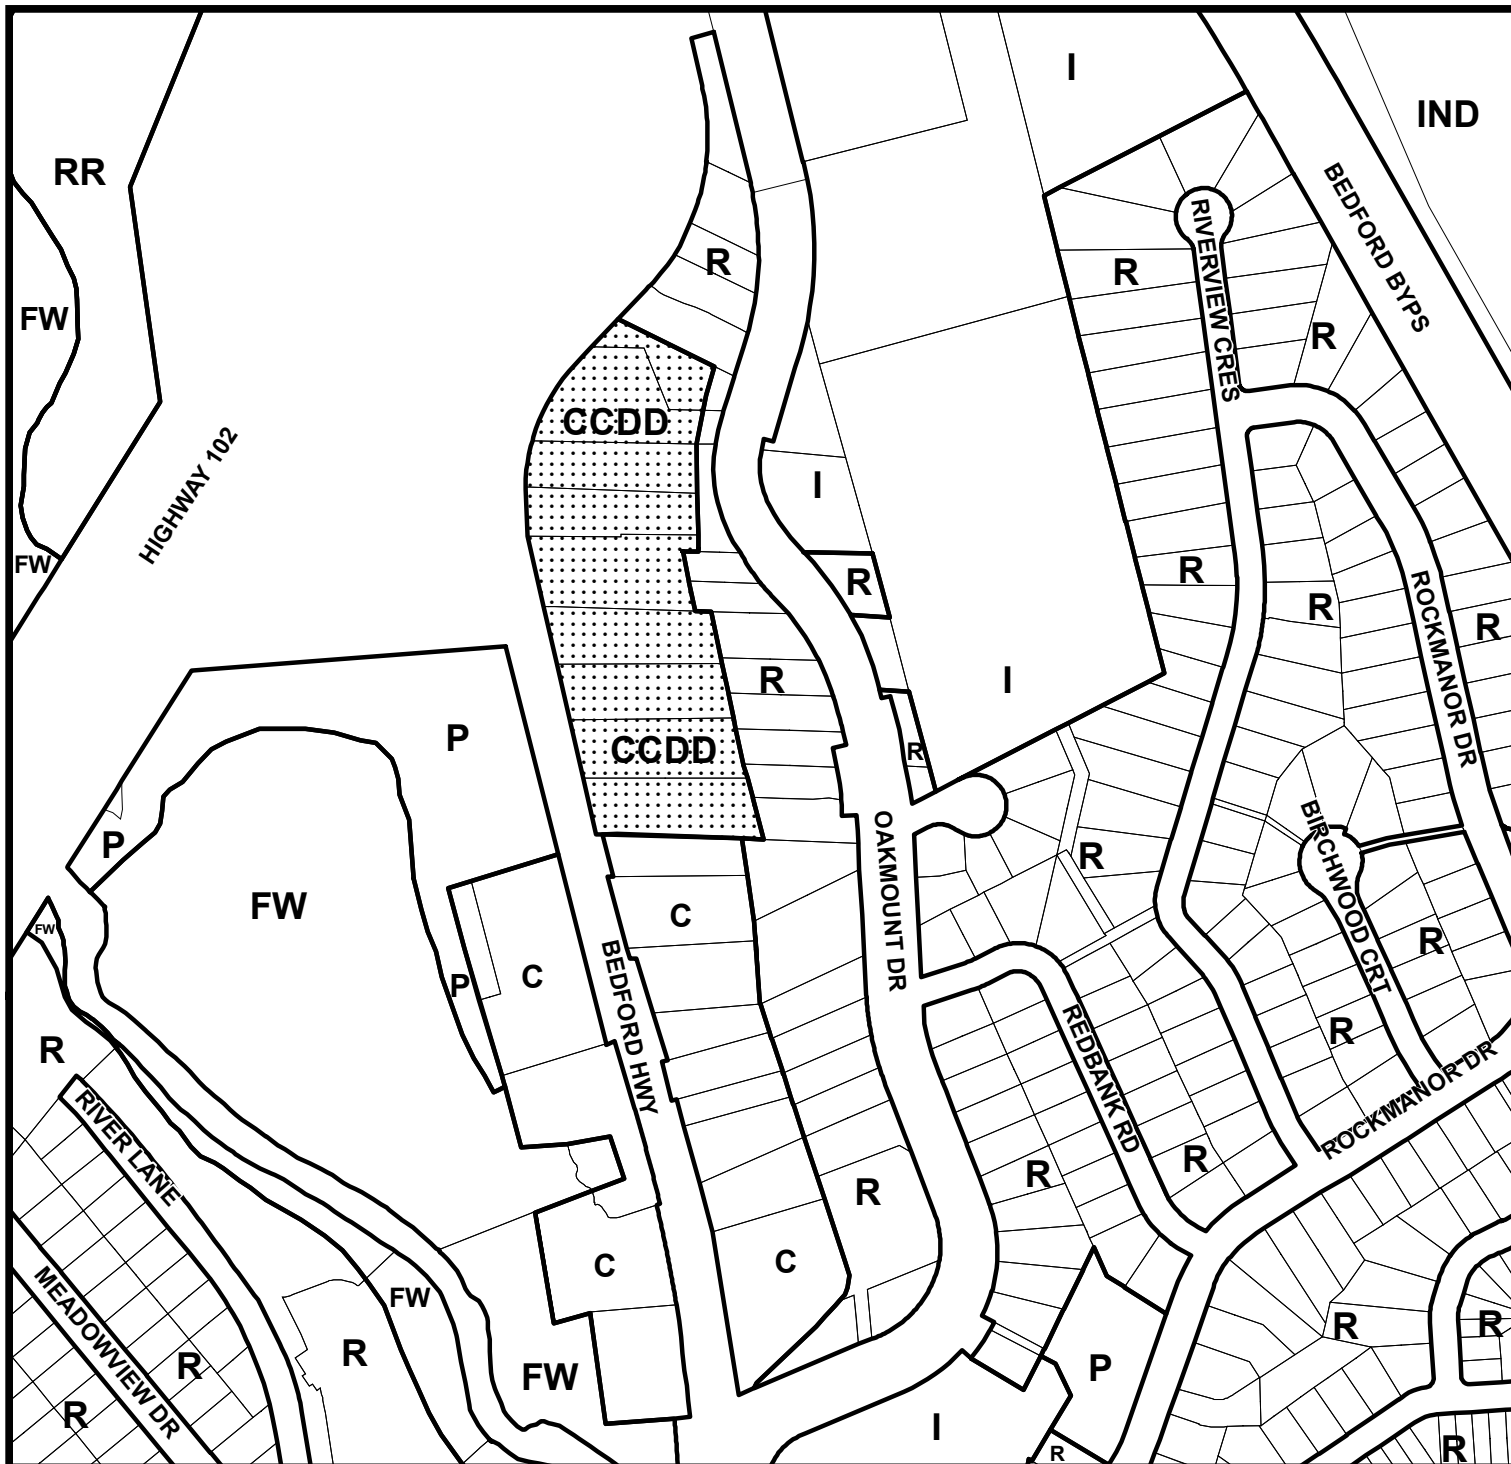 I
IND
RR
BEDFORD BYPS
RIVERVIEW CRES
R
R
FW
R
CCDD
HIGHWAY 102
I
FW
R
R
R
R
ROCKMANOR DR
R
R
I
P
CCDD
R
P
R
BIRCHWOOD CRT
OAKMOUNT DR
FW
C
FW
R
C
P
BEDFORD HWY
R
REDBANK RD
R
ROCKMANOR DR
RIVER LANE
R
R
R
C
C
MEADOWVIEW DR
FW
R
R
R
R
P
FW
R
I
R
R